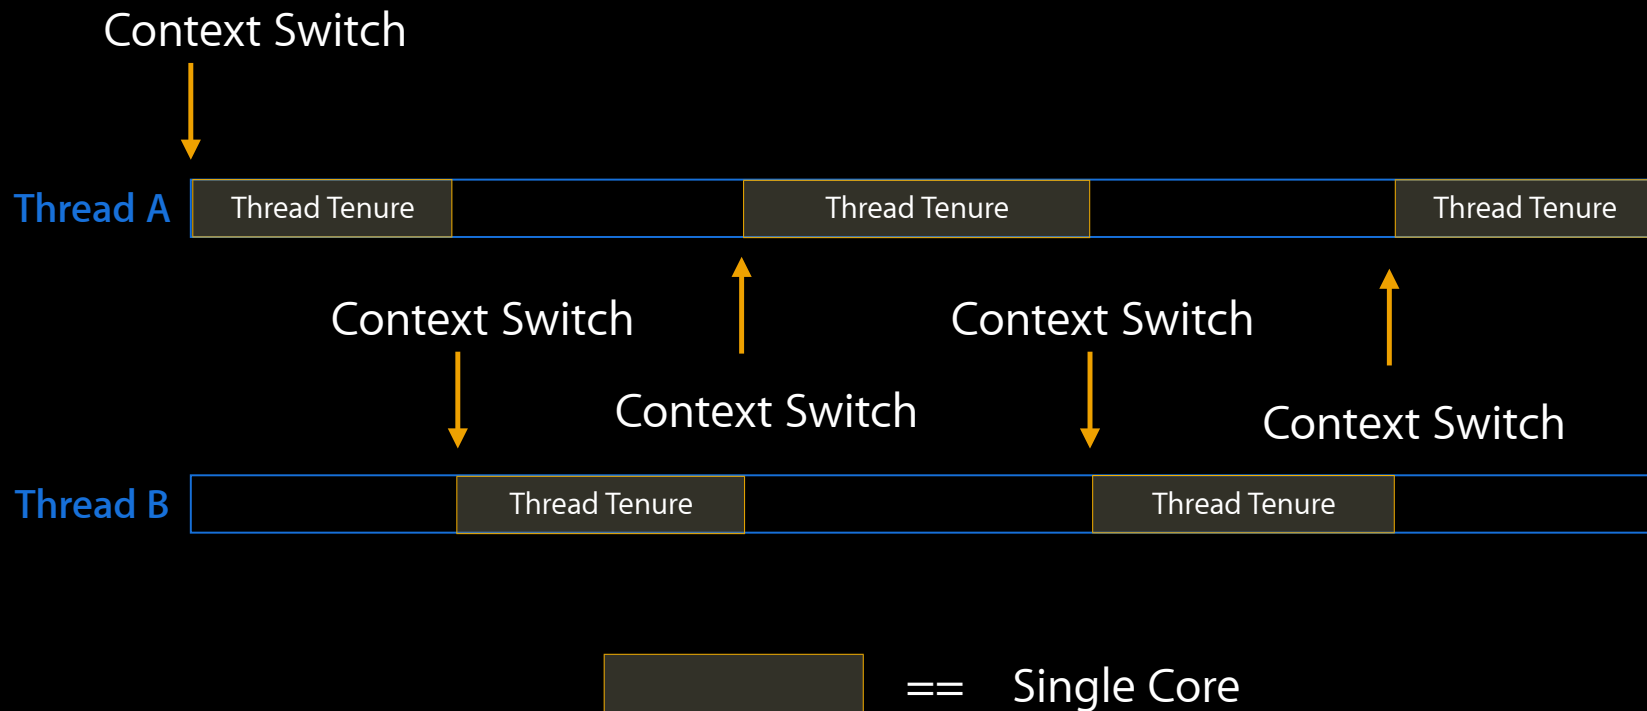 Context Switch
Thread A
Thread Tenure
Thread Tenure
Thread Tenure
Context Switch
Context Switch
Context Switch
Context Switch
Thread B
Thread Tenure
Thread Tenure
== Single Core